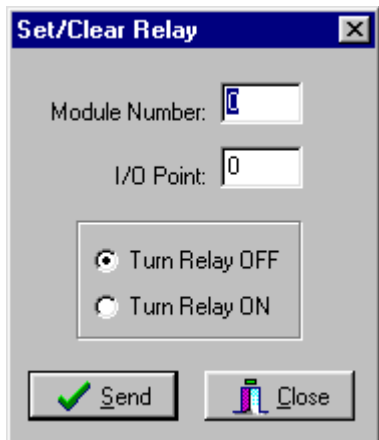 Set/Clear Relay
Module Number: 0
I/O Point: 0
Turn Relay OFF
Turn Relay ON
Send Close